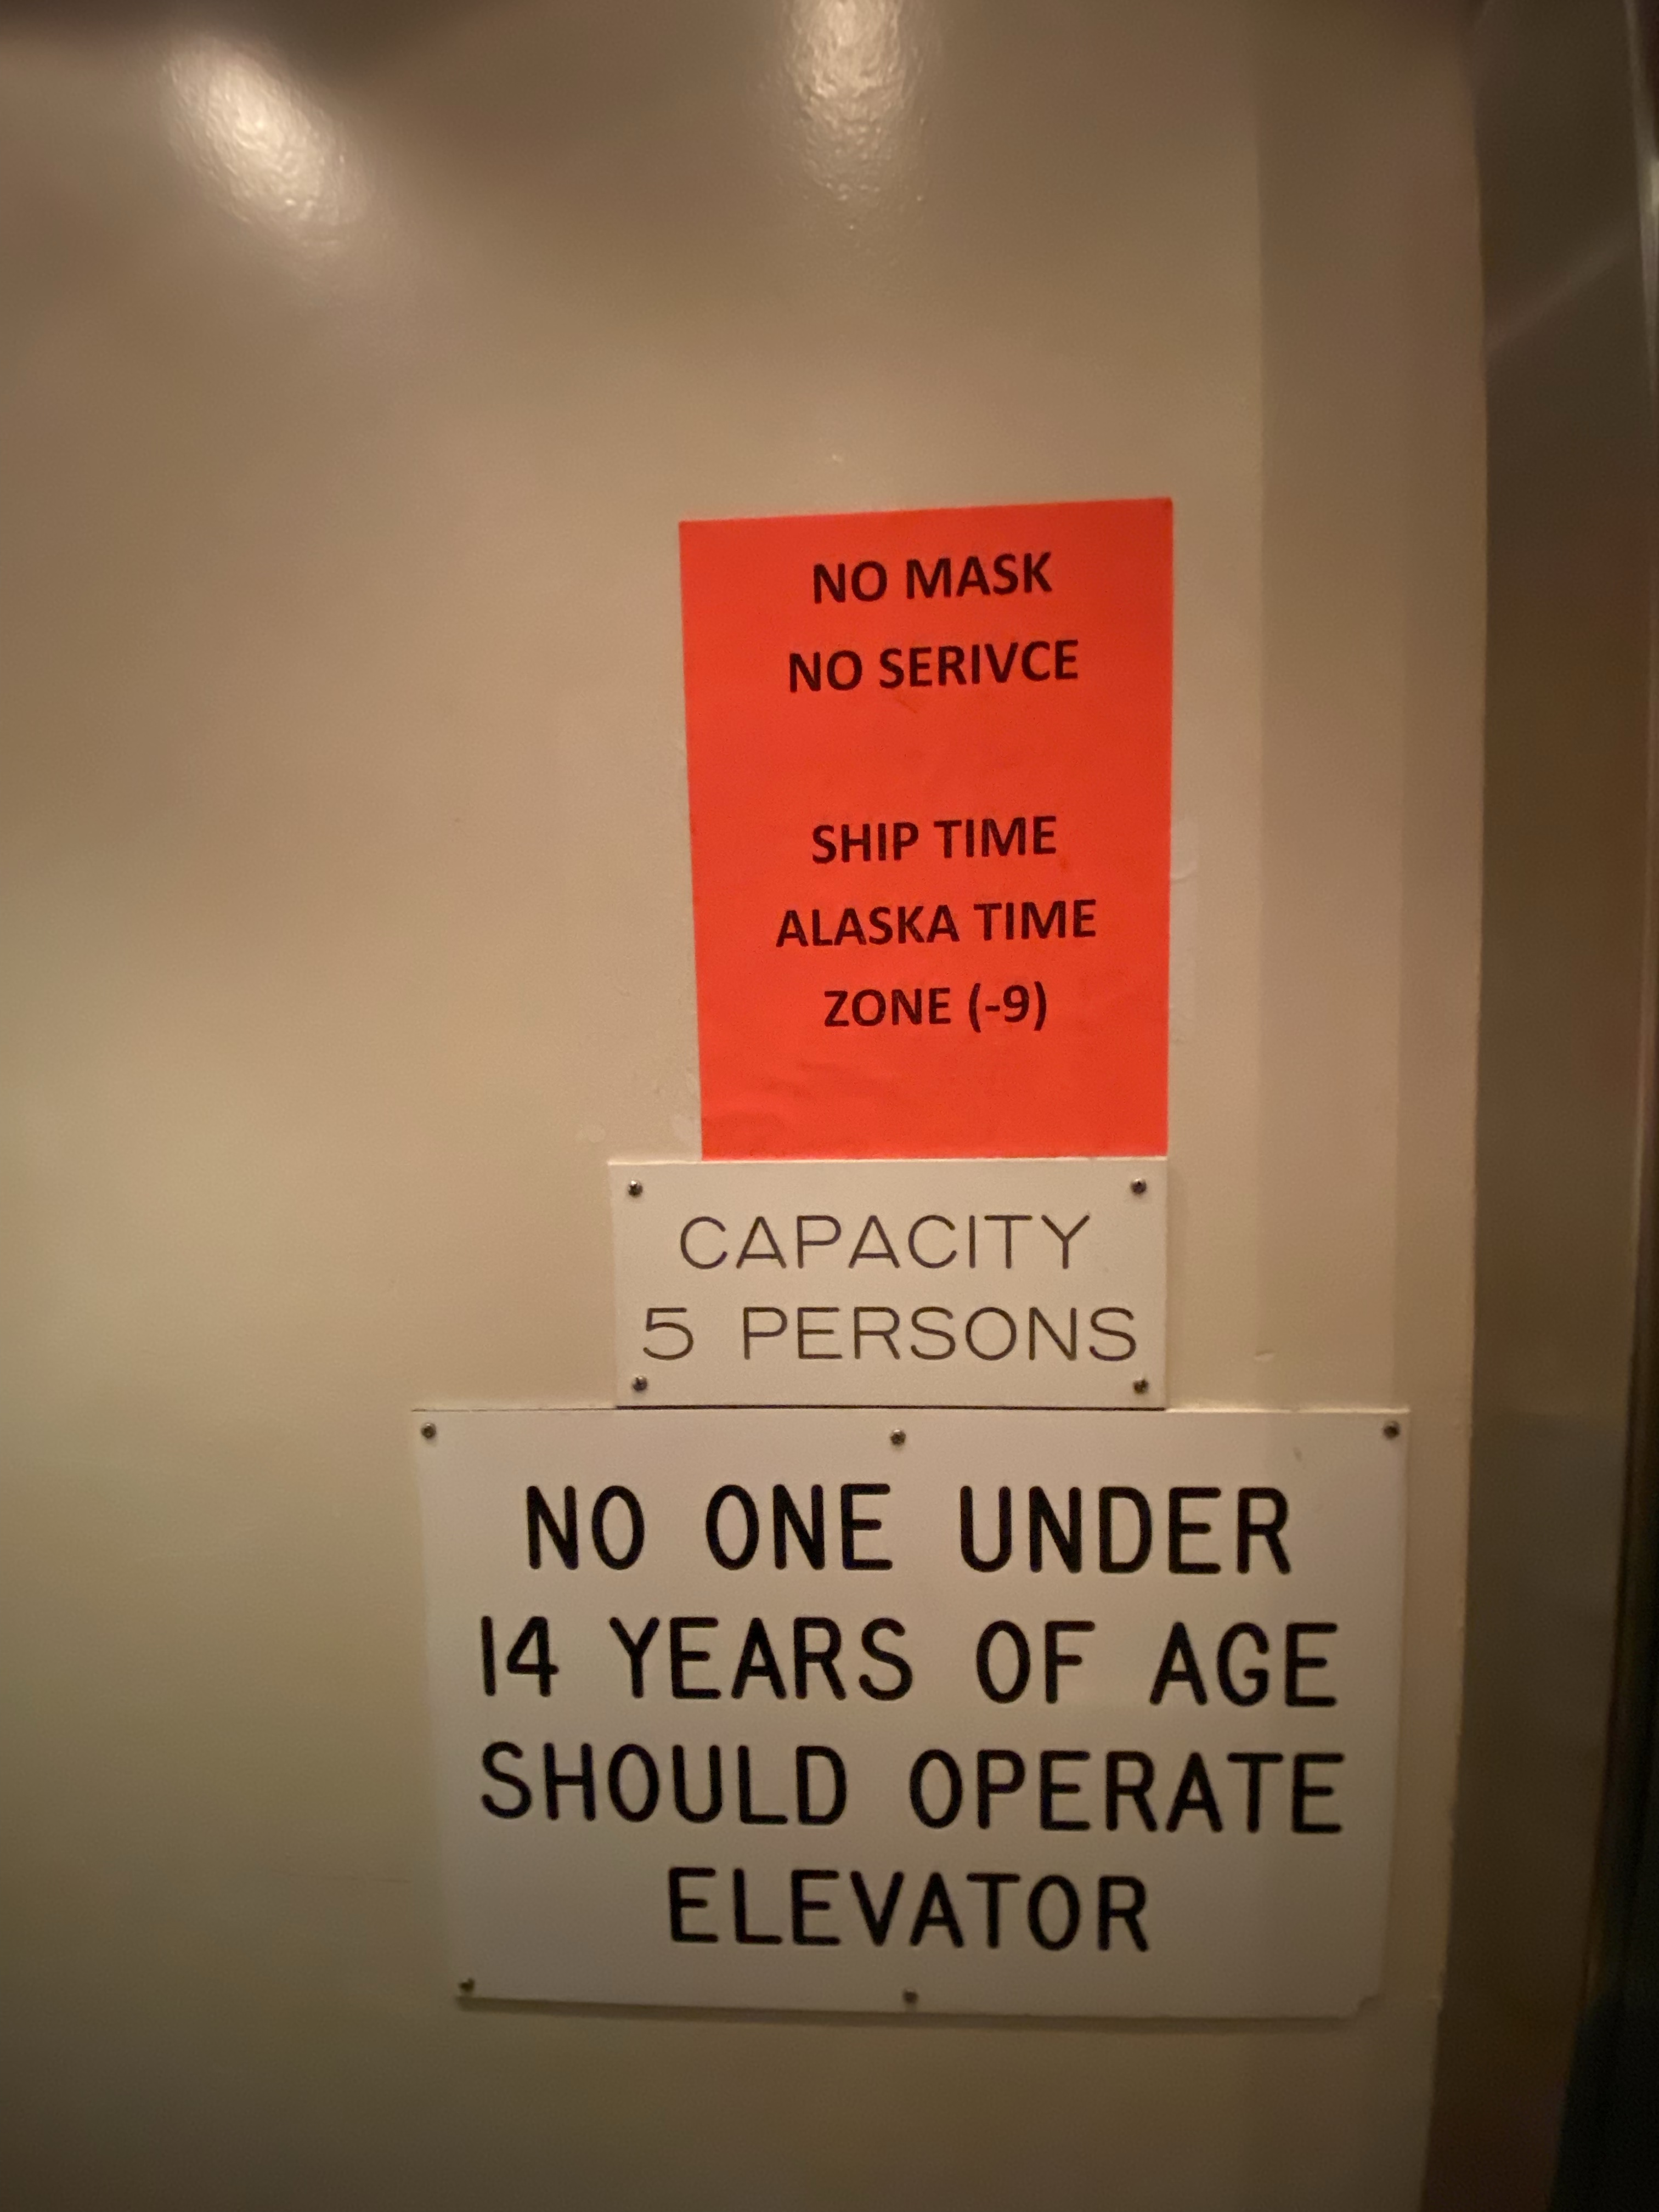 NO MASK
NO SERIVCE
SHIP TIME
ALASKA TIME
ZONE (-9)
CAPACITY
5 PERSONS
NO ONE UNDER
14 YEARS OF AGE
SHOULD OPERATE
ELEVATOR